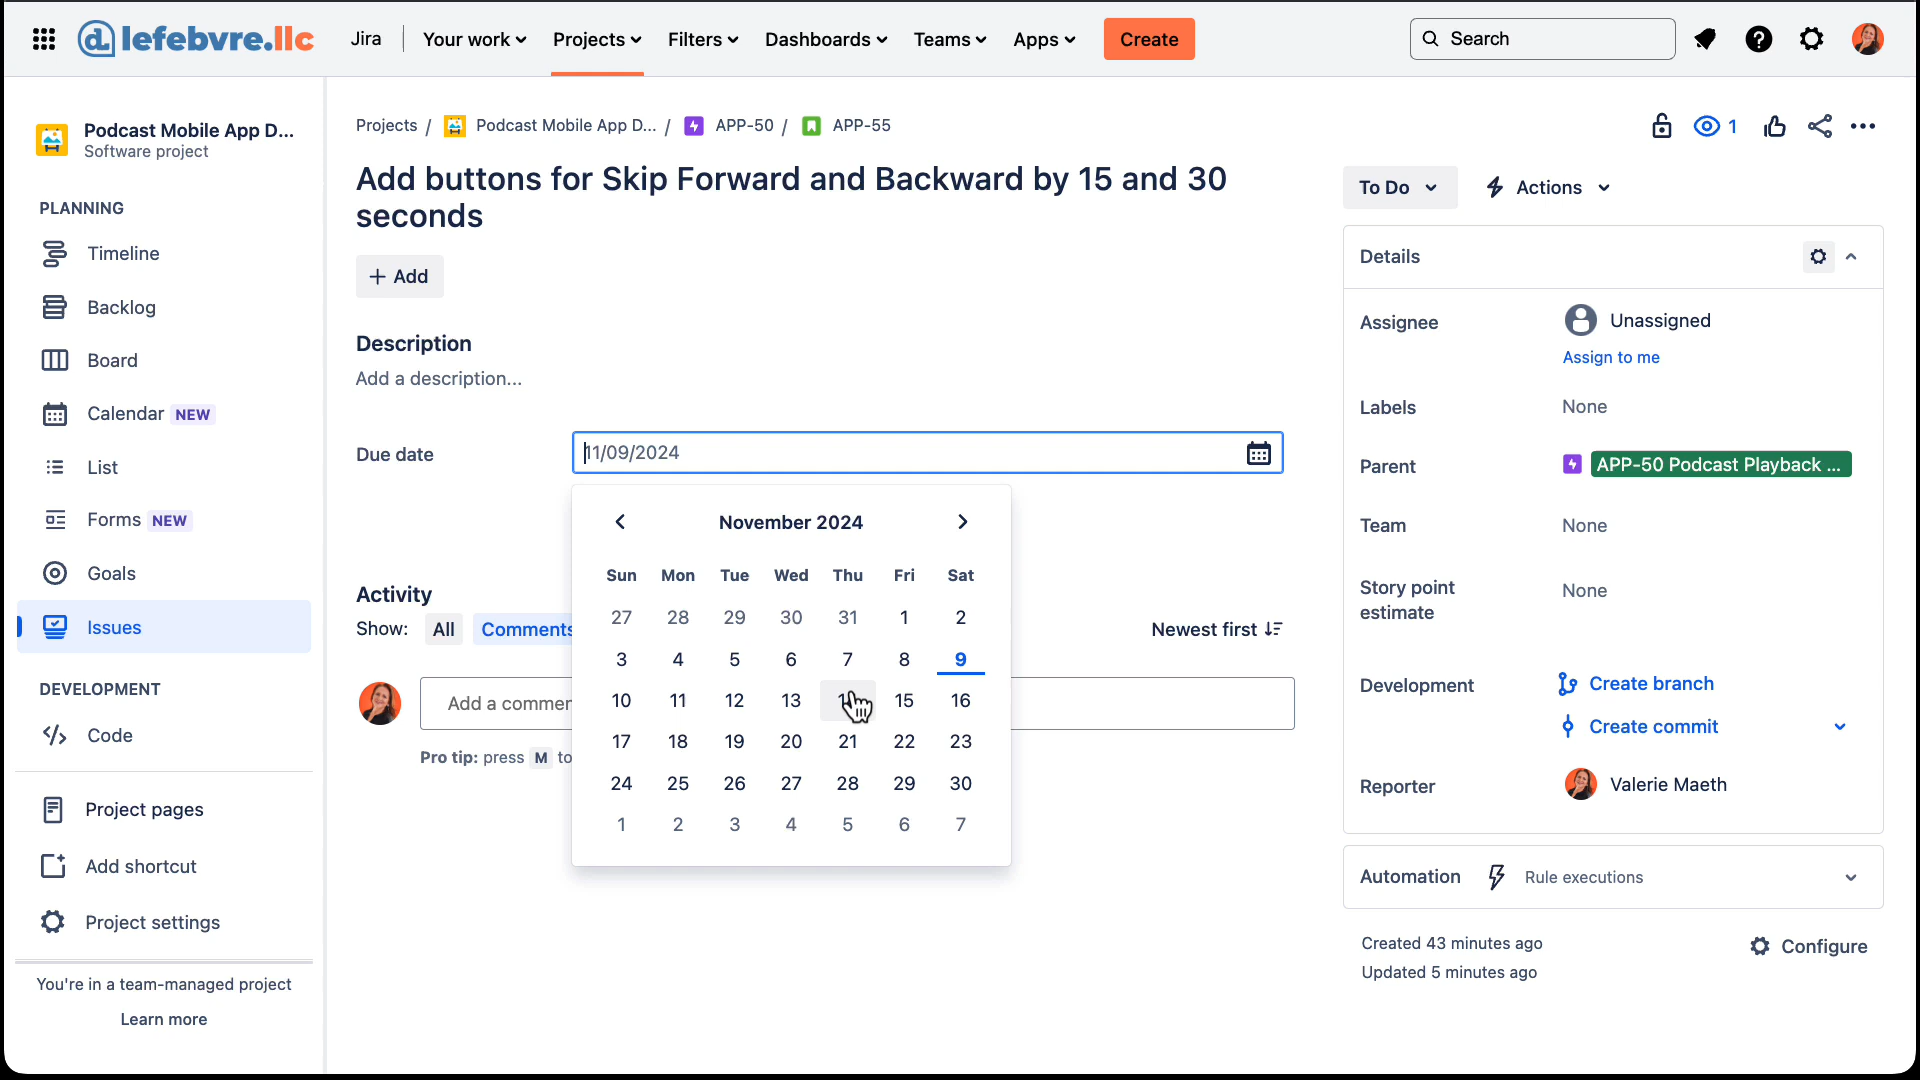 lefebvre.llc
Jira
Your work
Projects
Filters
Dashboards
Teams
Apps
Create
Search
Podcast Mobile App D...
Software project
PLANNING
Timeline
Backlog
Board
Calendar NEW
List
Forms NEW
Goals
Issues
DEVELOPMENT
Code
Project pages
Add shortcut
Project settings
You're in a team-managed project
Learn more
Projects / Podcast Mobile App D... / APP-50 / APP-55
1
Add buttons for Skip Forward and Backward by 15 and 30
seconds
+ Add
Description
Add a description...
Due date
11/09/2024
November 2024
Sun Mon Tue Wed Thu Fri Sat
27 28 29 30 31 1 2
3 4 5 6 7 8 9
10 11 12 13 15 16
17 18 19 20 21 22 23
24 25 26 27 28 29 30
1 2 3 4 5 6 7
Activity
Show: All Comments
Newest first
Add a commen
Pro tip: press M to
To Do
Actions
Details
Assignee
Unassigned
Assign to me
Labels
None
Parent
APP-50 Podcast Playback ...
Team
None
Story point
estimate
None
Development
Create branch
Create commit
Reporter
Valerie Maeth
Automation
Rule executions
Created 43 minutes ago
Updated 5 minutes ago
Configure